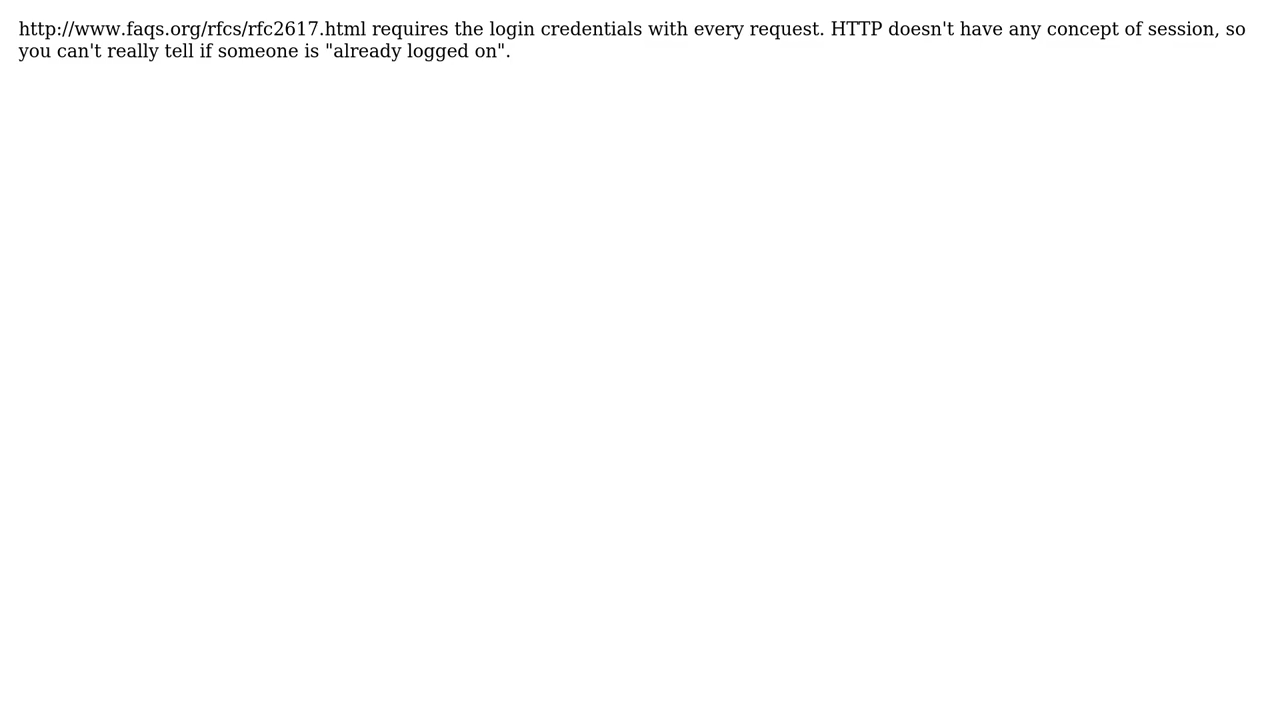 http://www.faqs.org/rfcs/rfc2617.html requires the login credentials with every request. HTTP doesn't have any concept of session, so
you can't really tell if someone is "already logged on".